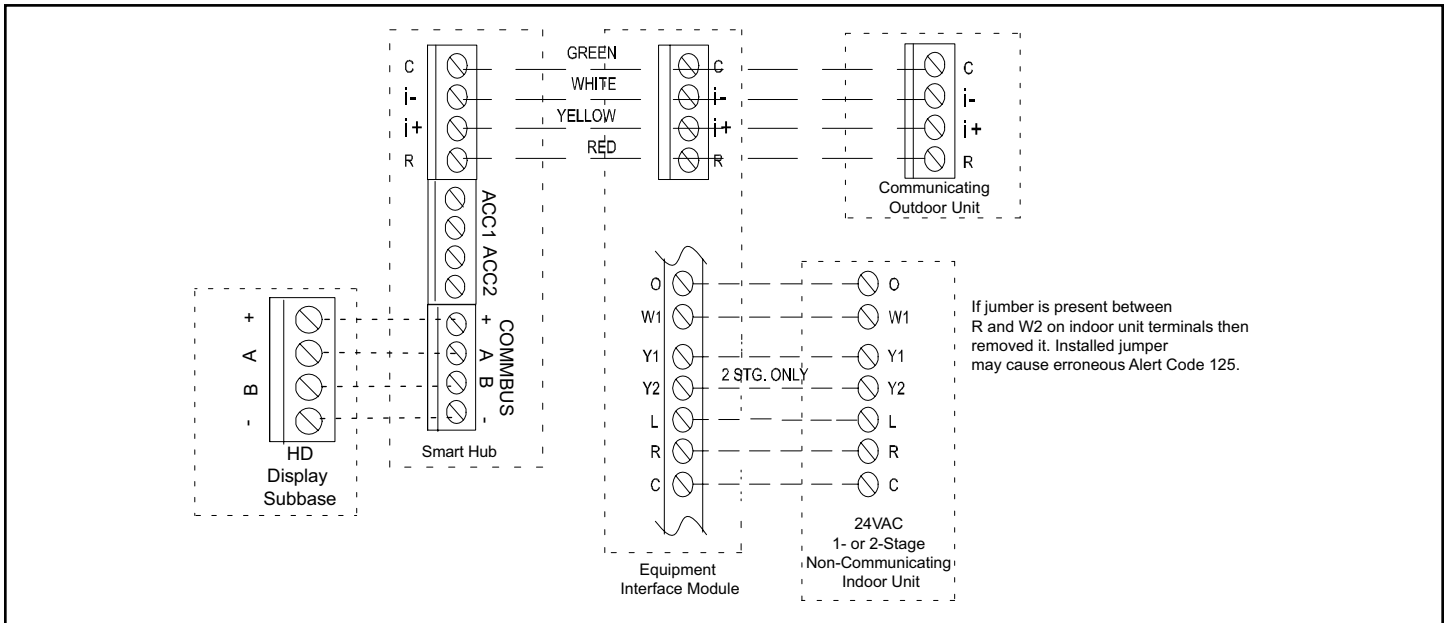 GREEN
C
C
C
WHITE
i-
i-
i-
YELLOW
i+
i+
i+
RED
R
R
R
Communicating
Outdoor Unit
ACC1 ACC2
+
A
B
-
HD
Display
Subbase
+
A
B
-
COMMBUS
Smart Hub
O
O
W1
W1
Y1
Y1
2 STG. ONLY
Y2
Y2
L
L
R
R
C
C
Equipment
Interface Module
24VAC
1- or 2-Stage
Non-Communicating
Indoor Unit
If jumber is present between
R and W2 on indoor unit terminals then
removed it. Installed jumper
may cause erroneous Alert Code 125.